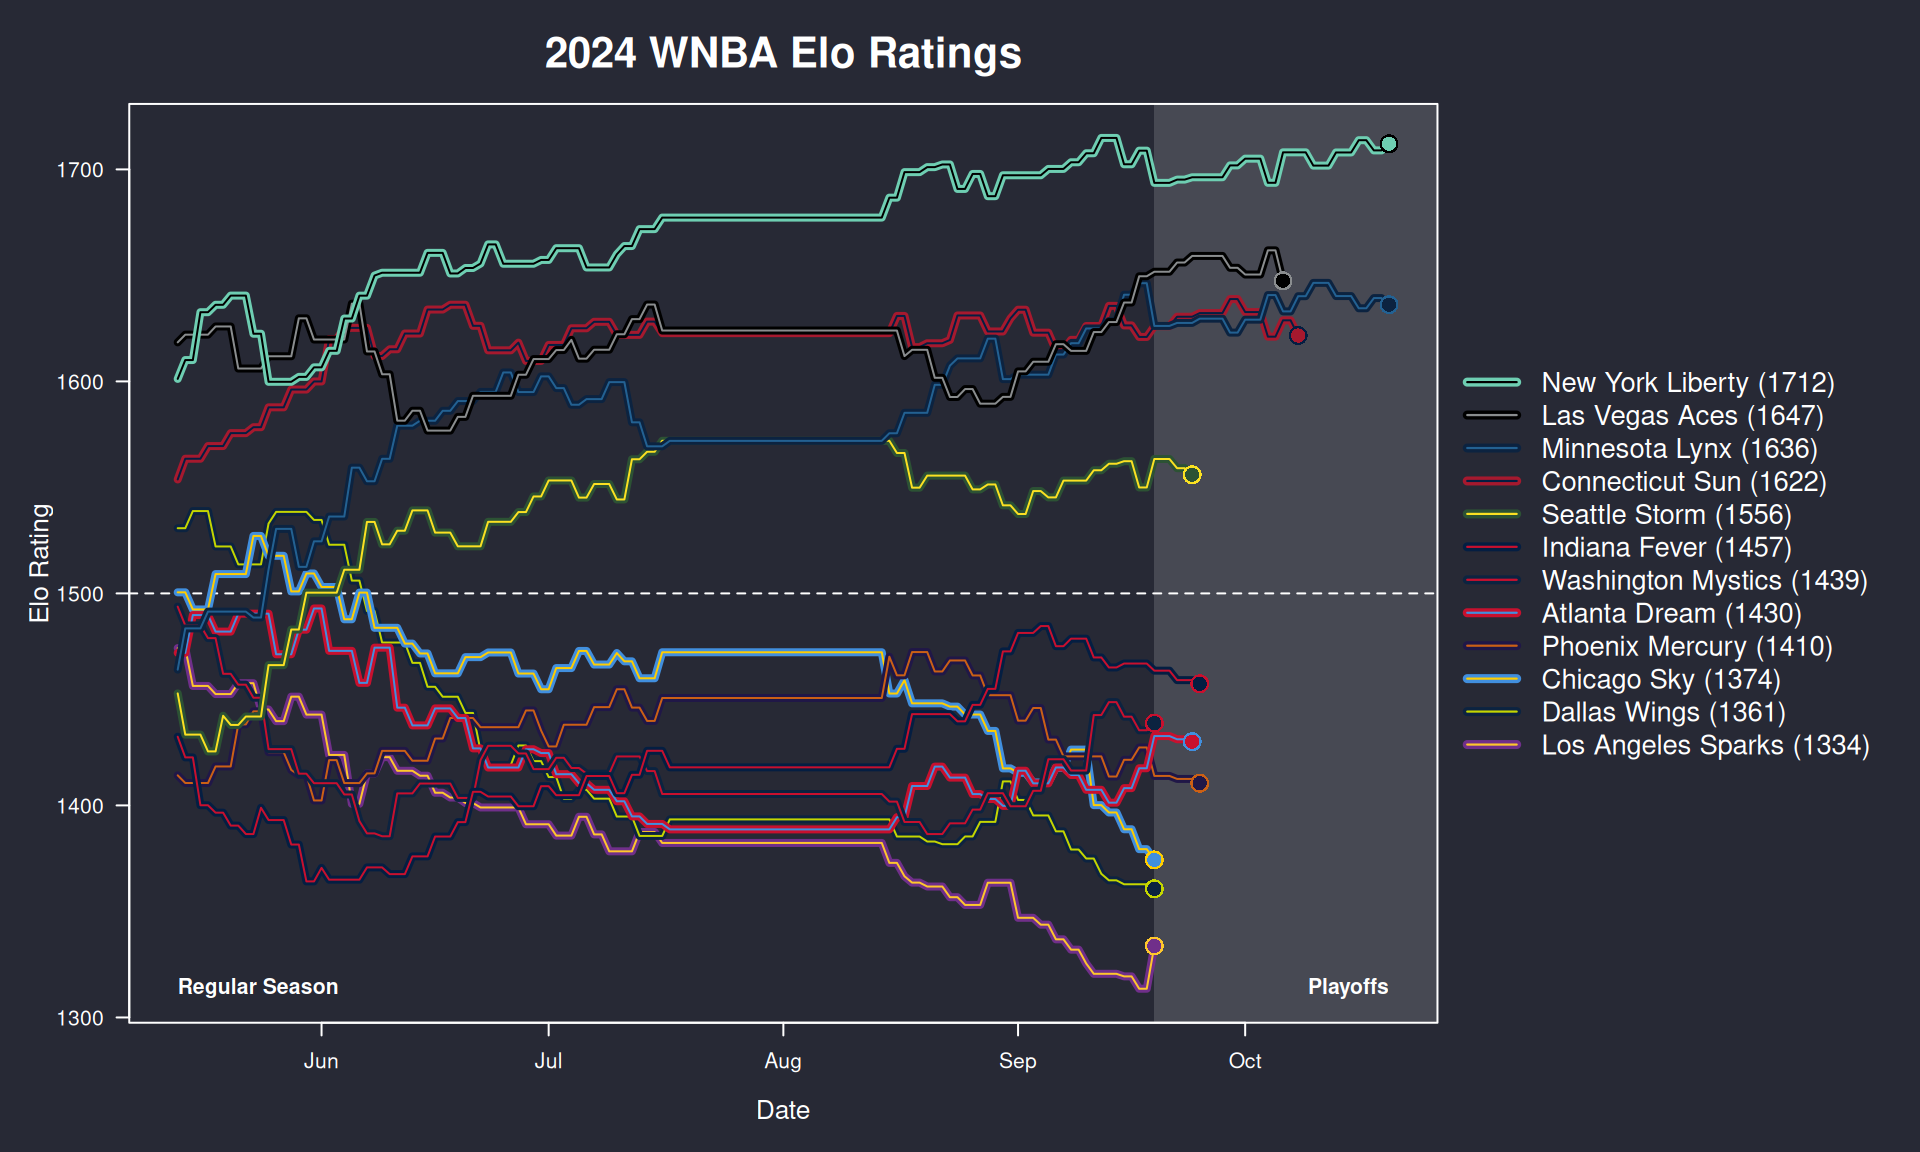 2024 WNBA Elo Ratings
1700
1600
1500
1400
1300
Elo Rating
Regular Season
Playoffs
Jun
Jul
Aug
Sep
Oct
Date
New York Liberty (1712)
Las Vegas Aces (1647)
Minnesota Lynx (1636)
Connecticut Sun (1622)
Seattle Storm (1556)
Indiana Fever (1457)
Washington Mystics (1439)
Atlanta Dream (1430)
Phoenix Mercury (1410)
Chicago Sky (1374)
Dallas Wings (1361)
Los Angeles Sparks (1334)